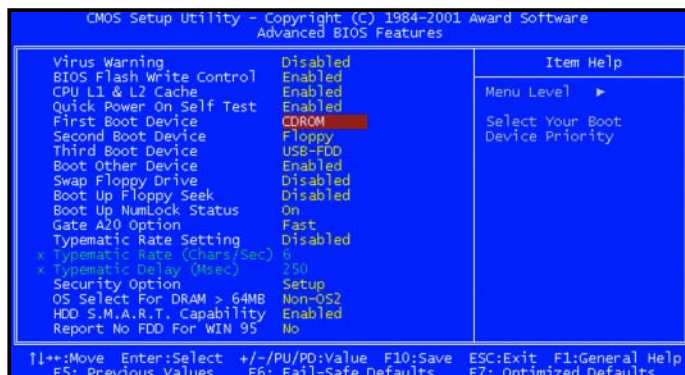 CMOS Setup Utility - Copyright (C) 1984-2001 Award Software
Advanced BIOS Features
Virus Warning Disabled
BIOS Flash Write Control Enabled
CPU L1 & L2 Cache Enabled
Quick Power On Self Test Enabled
First Boot Device CDROM
Second Boot Device Floppy
Third Boot Device USB-FDD
Boot Other Device Enabled
Swap Floppy Drive Disabled
Boot Up Floppy Seek Disabled
Boot Up NumLock Status On
Gate A20 Option Fast
Typematic Rate Setting Disabled
x Typematic Rate (Chars/Sec) 6
x Typematic Delay (Msec) 250
Security Option Setup
OS Select For DRAM > 64MB Non-OS2
HDD S.M.A.R.T. Capability Enabled
Report No FDD For WIN 95 No
Item Help
Menu Level ►
Select Your Boot
Device Priority
↑↓→←:Move Enter:Select +/-/PU/PD:Value F10:Save ESC:Exit F1:General Help
F5: Previous Values F6: Fail-Safe Defaults F7: Optimized Defaults